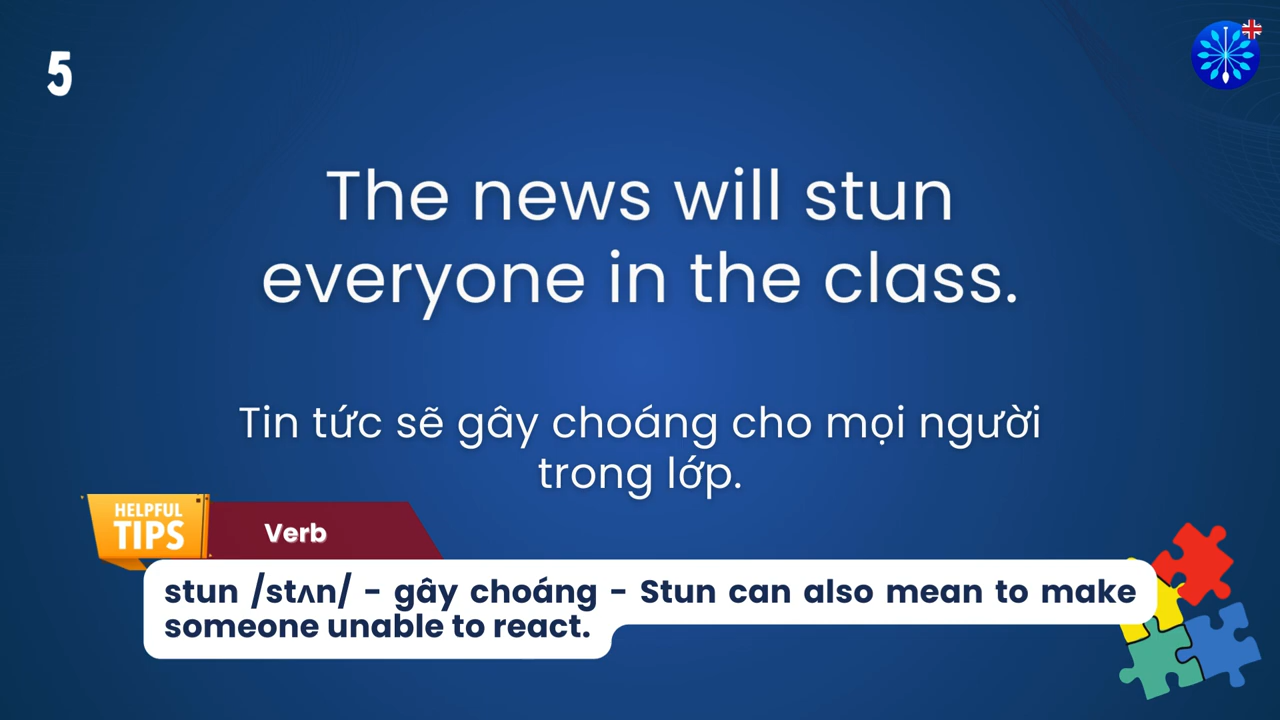 5
The news will stun
everyone in the class.
Tin tức sẽ gây choáng cho mọi người
trong lớp.
HELPFUL
TIPS
Verb
stun /stʌn/ - gây choáng - Stun can also mean to make
someone unable to react.